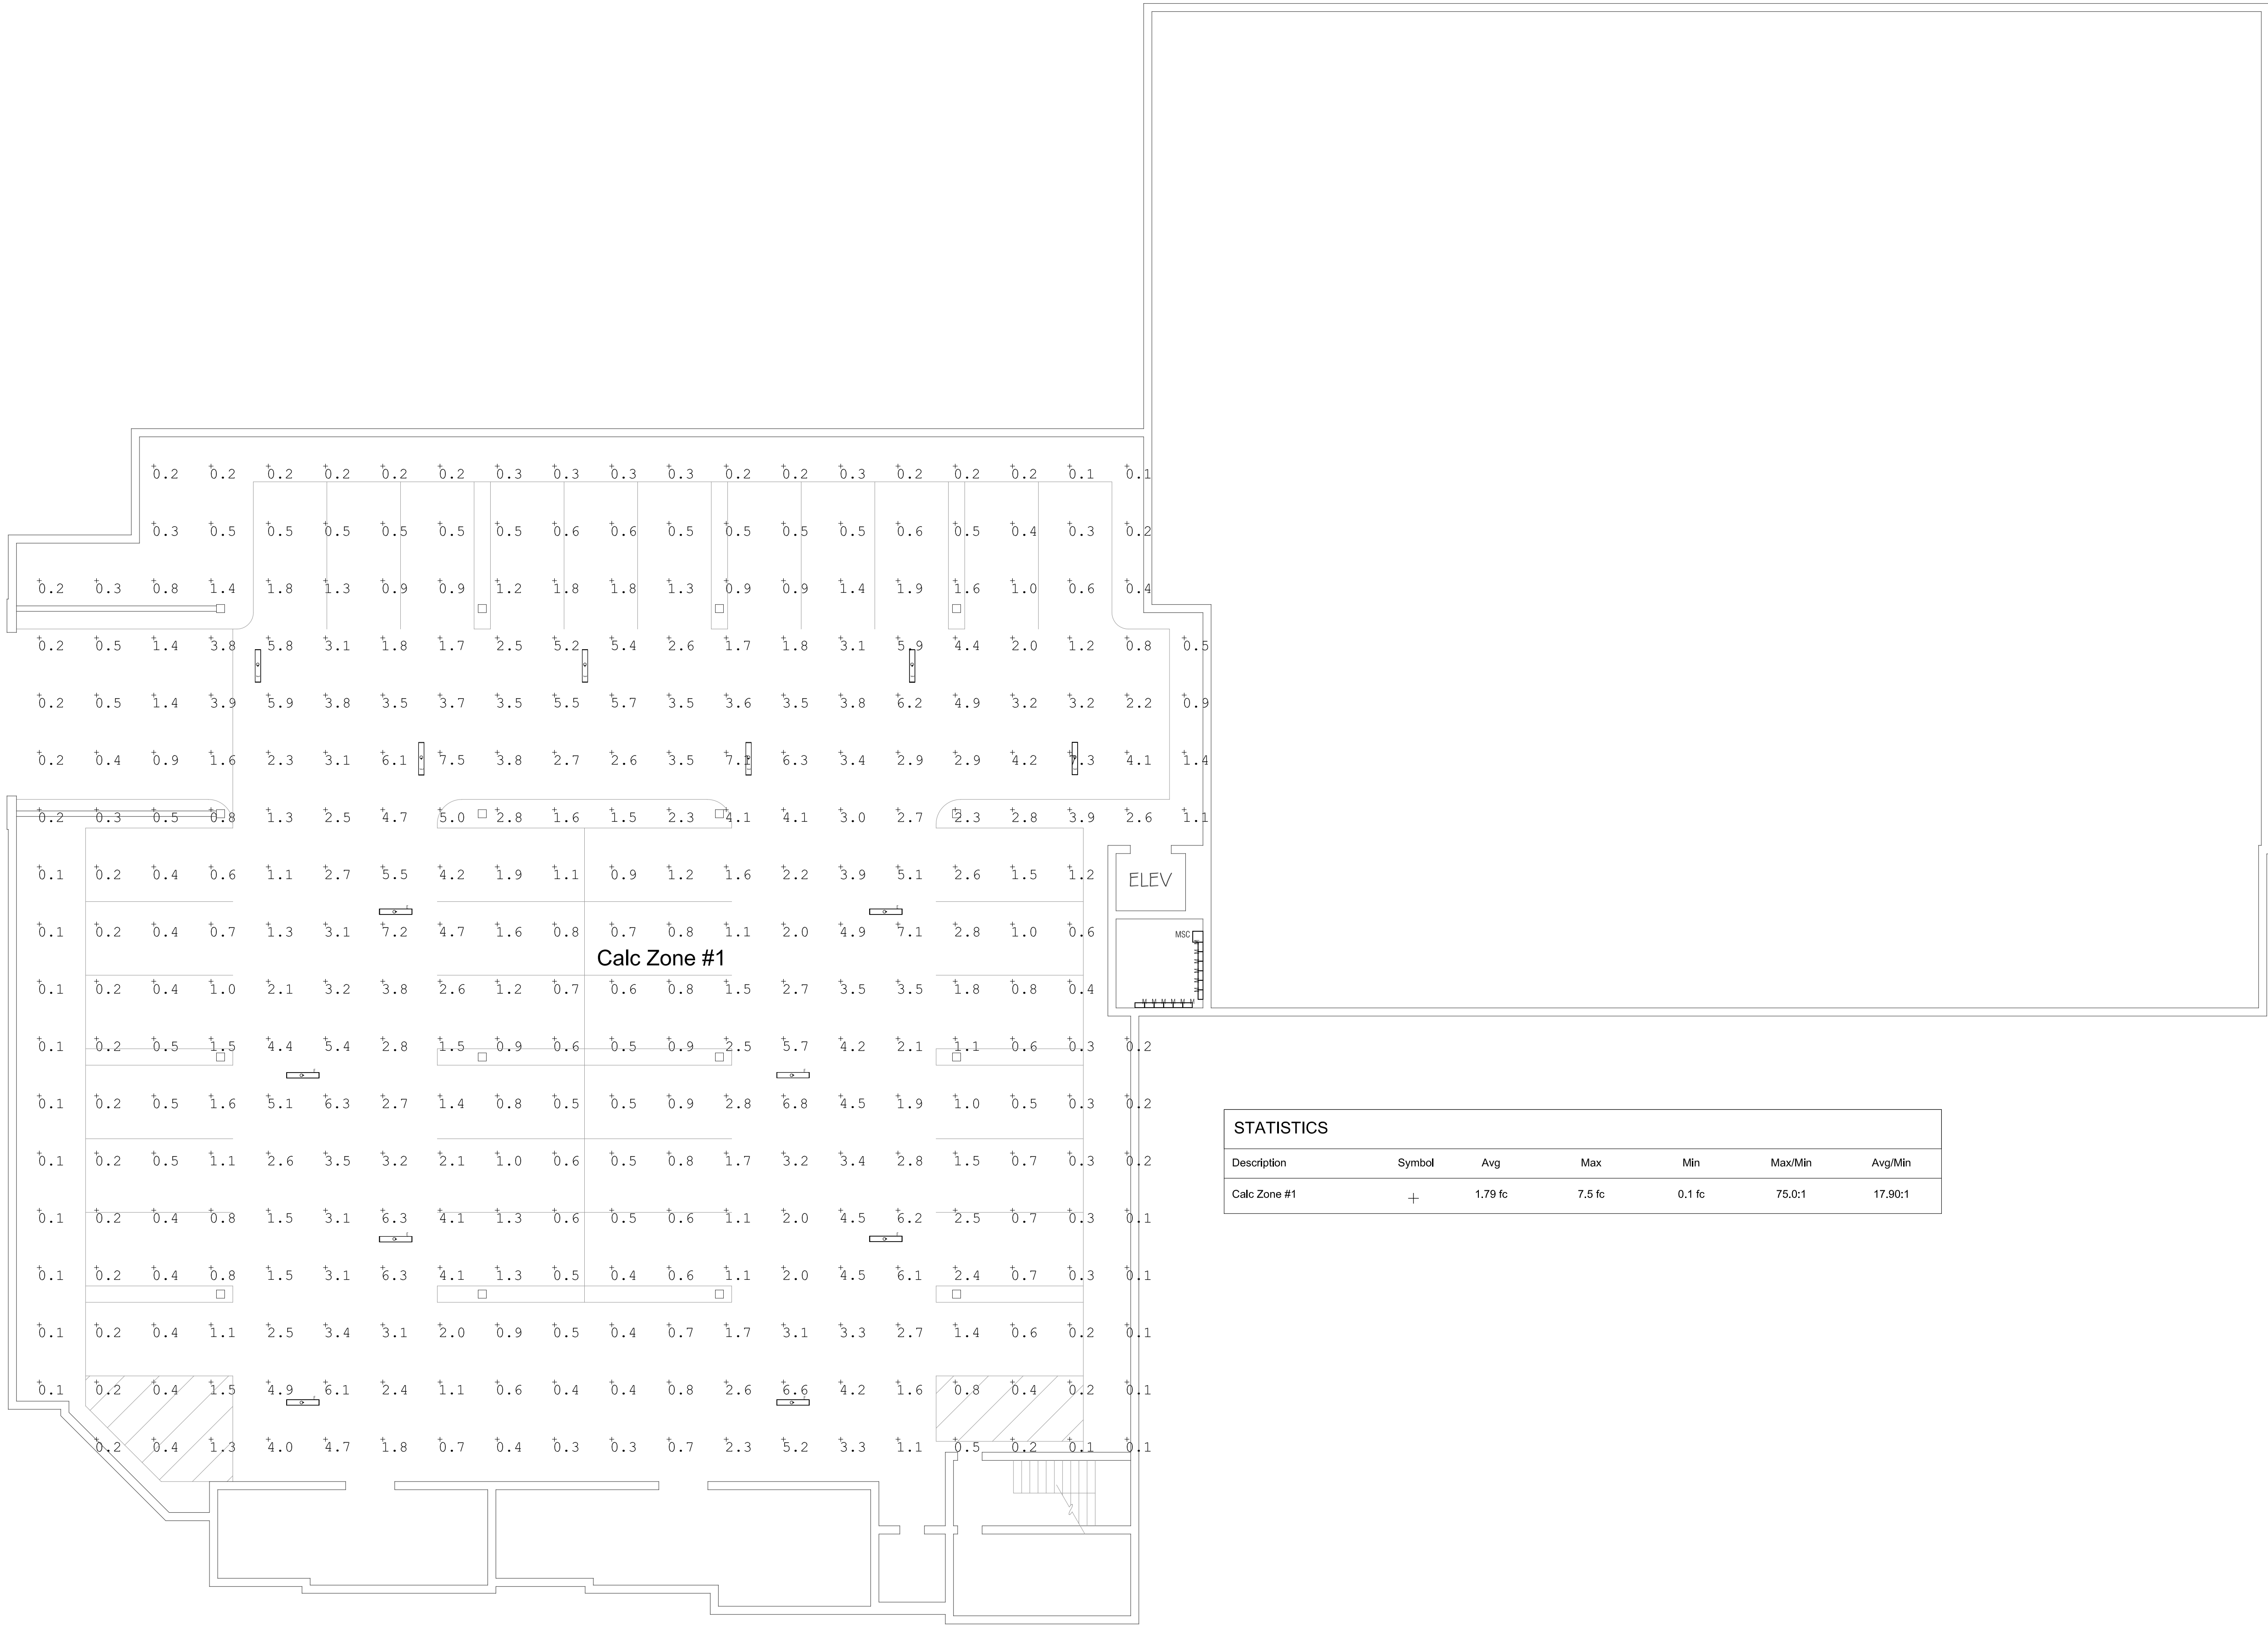 0.2 0.2 0.2 0.2 0.2 0.2 0.3 0.3 0.3 0.3 0.2 0.2 0.3 0.2 0.2 0.2 0.1 0.1
0.3 0.5 0.5 0.5 0.5 0.5 0.5 0.6 0.6 0.5 0.5 0.5 0.5 0.6 0.5 0.4 0.3 0.2
0.2 0.3 0.8 1.4 1.8 1.3 0.9 0.9 1.2 1.8 1.8 1.3 0.9 0.9 1.4 1.9 1.6 1.0 0.6 0.4
0.2 0.5 1.4 3.8 5.8 3.1 1.8 1.7 2.5 5.2 5.4 2.6 1.7 1.8 3.1 5.9 4.4 2.0 1.2 0.8 0.5
0.2 0.5 1.4 3.9 5.9 3.8 3.5 3.7 3.5 5.5 5.7 3.5 3.6 3.5 3.8 6.2 4.9 3.2 3.2 2.2 0.9
0.2 0.4 0.9 1.6 2.3 3.1 6.1 7.5 3.8 2.7 2.6 3.5 7.1 6.3 3.4 2.9 2.9 4.2 7.3 4.1 1.4
0.2 0.3 0.5 0.8 1.3 2.5 4.7 5.0 2.8 1.6 1.5 2.3 4.1 4.1 3.0 2.7 2.3 2.8 3.9 2.6 1.1
0.1 0.2 0.4 0.6 1.1 2.7 5.5 4.2 1.9 1.1 0.9 1.2 1.6 2.2 3.9 5.1 2.6 1.5 1.2
ELEV
0.1 0.2 0.4 0.7 1.3 3.1 7.2 4.7 1.6 0.8 0.7 0.8 1.1 2.0 4.9 7.1 2.8 1.0 0.6
MSC
Calc Zone #1
0.1 0.2 0.4 1.0 2.1 3.2 3.8 2.6 1.2 0.7 0.6 0.8 1.5 2.7 3.5 3.5 1.8 0.8 0.4
0.1 0.2 0.5 1.5 4.4 5.4 2.8 1.5 0.9 0.6 0.5 0.9 2.5 5.7 4.2 2.1 1.1 0.6 0.3 0.2
0.1 0.2 0.5 1.6 5.1 6.3 2.7 1.4 0.8 0.5 0.5 0.9 2.8 6.8 4.5 1.9 1.0 0.5 0.3 0.2
0.1 0.2 0.5 1.1 2.6 3.5 3.2 2.1 1.0 0.6 0.5 0.8 1.7 3.2 3.4 2.8 1.5 0.7 0.3 0.2
0.1 0.2 0.4 0.8 1.5 3.1 6.3 4.1 1.3 0.6 0.5 0.6 1.1 2.0 4.5 6.2 2.5 0.7 0.3 0.1
0.1 0.2 0.4 0.8 1.5 3.1 6.3 4.1 1.3 0.5 0.4 0.6 1.1 2.0 4.5 6.1 2.4 0.7 0.3 0.1
0.1 0.2 0.4 1.1 2.5 3.4 3.1 2.0 0.9 0.5 0.4 0.7 1.7 3.1 3.3 2.7 1.4 0.6 0.2 0.1
0.1 0.2 0.4 1.5 4.9 6.1 2.4 1.1 0.6 0.4 0.4 0.8 2.6 6.6 4.2 1.6 0.8 0.4 0.2 0.1
0.2 0.4 1.3 4.0 4.7 1.8 0.7 0.4 0.3 0.3 0.7 2.3 5.2 3.3 1.1 0.5 0.2 0.1 0.1
STATISTICS
Description Symbol Avg Max Min Max/Min Avg/Min
Calc Zone #1 + 1.79 fc 7.5 fc 0.1 fc 75.0:1 17.90:1